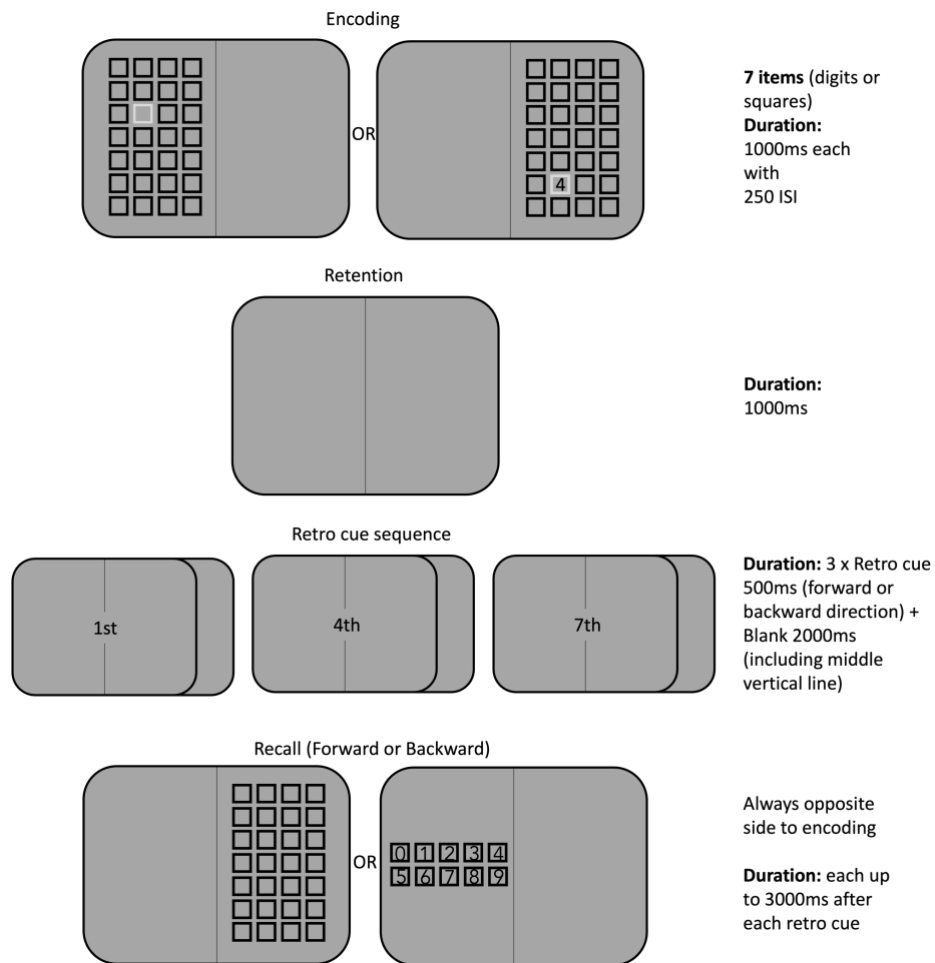 Encoding
OR
4
7 items (digits or
squares)
Duration:
1000ms each
with
250 ISI
Retention
Duration:
1000ms
Retro cue sequence
1st
4th
7th
Duration: 3 x Retro cue
500ms (forward or
backward direction) +
Blank 2000ms
(including middle
vertical line)
Recall (Forward or Backward)
OR
0 1 2 3 4
5 6 7 8 9
Always opposite
side to encoding
Duration: each up
to 3000ms after
each retro cue